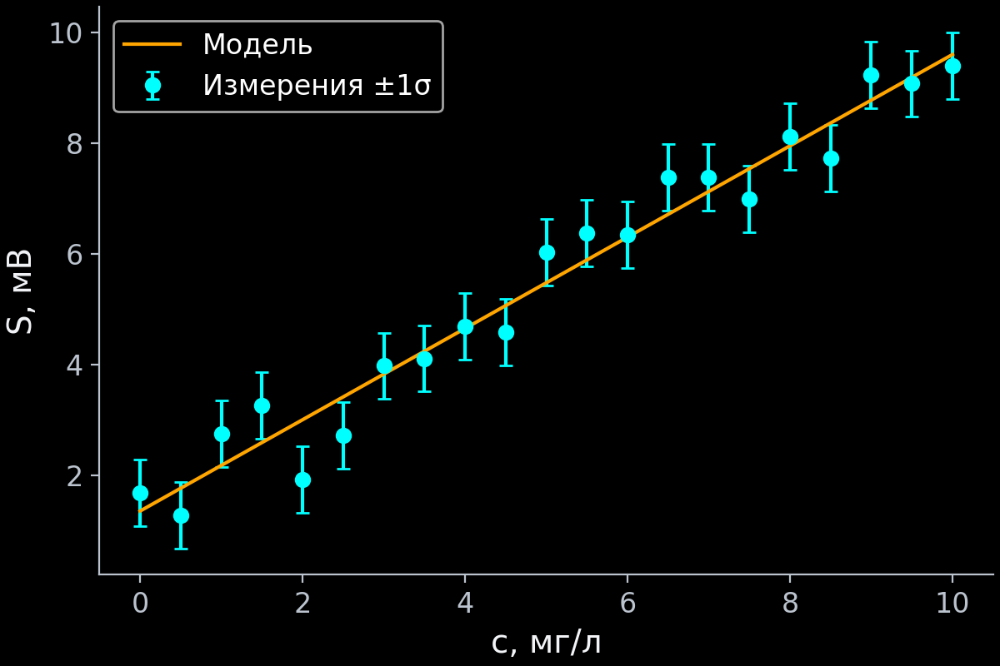 Модель
Измерения ±1σ
10
8
6
4
2
S, мВ
0 2 4 6 8 10
c, мг/л